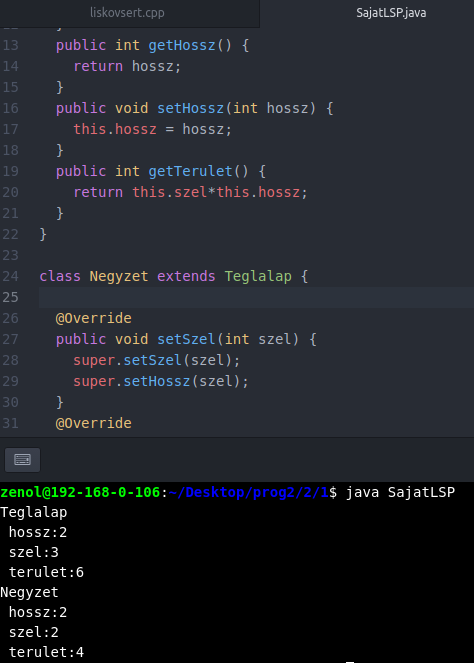 liskovsert.cpp SajatLSP.java
13 public int getHossz() {
14 return hossz;
15 }
16 public void setHossz(int hossz) {
17 this.hossz = hossz;
18 }
19 public int getTerulet() {
20 return this.szel*this.hossz;
21 }
22 }
23
24 class Negyzet extends Teglalap {
25
26 @Override
27 public void setSzel(int szel) {
28 super.setSzel(szel);
29 super.setHossz(szel);
30 }
31 @Override
zenol@192-168-0-106:~/Desktop/prog2/2/1$ java SajatLSP
Teglalap
hossz:2
szel:3
terulet:6
Negyzet
hossz:2
szel:2
terulet:4